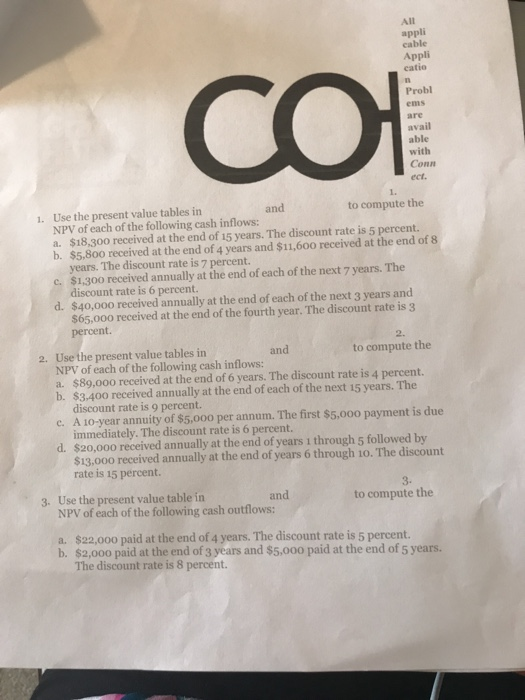 All
appli
cable
Appli
catio
n
Probl
ems
are
avail
able
with
Conn
ect.
1.
1. Use the present value tables in and to compute the
NPV of each of the following cash inflows:
a. $18,300 received at the end of 15 years. The discount rate is 5 percent.
b. $5,800 received at the end of 4 years and $11,600 received at the end of 8
years. The discount rate is 7 percent.
c. $1,300 received annually at the end of each of the next 7 years. The
discount rate is 6 percent.
d. $40,000 received annually at the end of each of the next 3 years and
$65,000 received at the end of the fourth year. The discount rate is 3
percent.
2.
2. Use the present value tables in and to compute the
NPV of each of the following cash inflows:
a. $89,000 received at the end of 6 years. The discount rate is 4 percent.
b. $3,400 received annually at the end of each of the next 15 years. The
discount rate is 9 percent.
c. A 10-year annuity of $5,000 per annum. The first $5,000 payment is due
immediately. The discount rate is 6 percent.
d. $20,000 received annually at the end of years 1 through 5 followed by
$13,000 received annually at the end of years 6 through 10. The discount
rate is 15 percent.
3.
3. Use the present value table in and to compute the
NPV of each of the following cash outflows:
a. $22,000 paid at the end of 4 years. The discount rate is 5 percent.
b. $2,000 paid at the end of 3 years and $5,000 paid at the end of 5 years.
The discount rate is 8 percent.